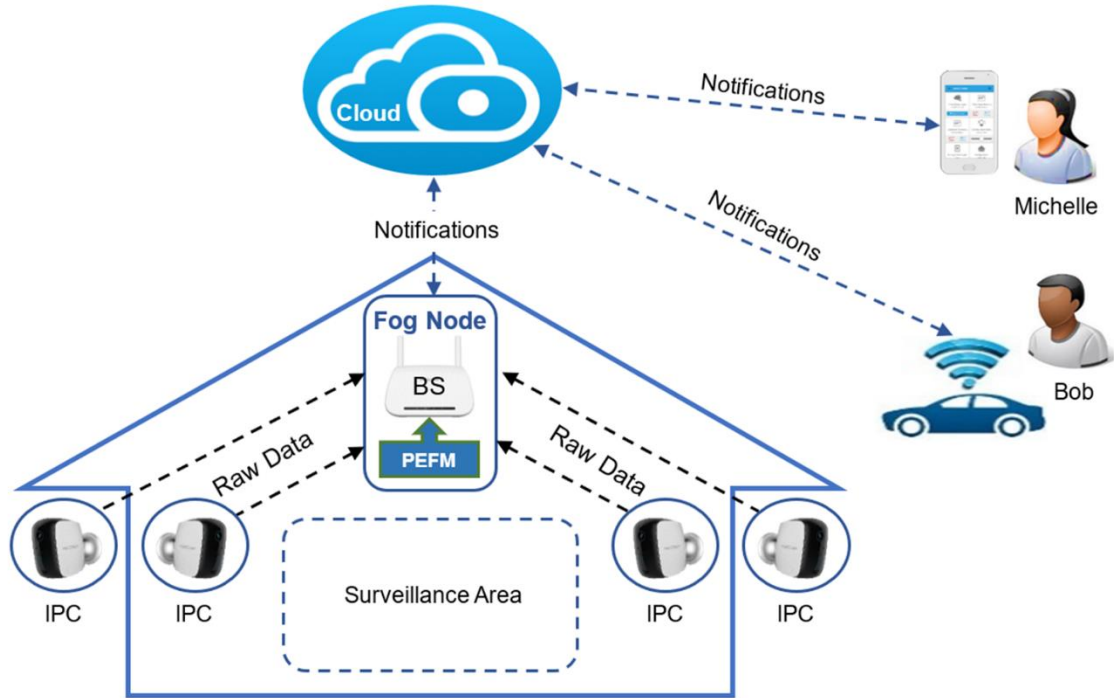 Cloud
Notifications
Michelle
Notifications
Notifications
Bob
Fog Node
BS
PEFM
Raw Data
Raw Data
IPC
IPC
Surveillance Area
IPC
IPC